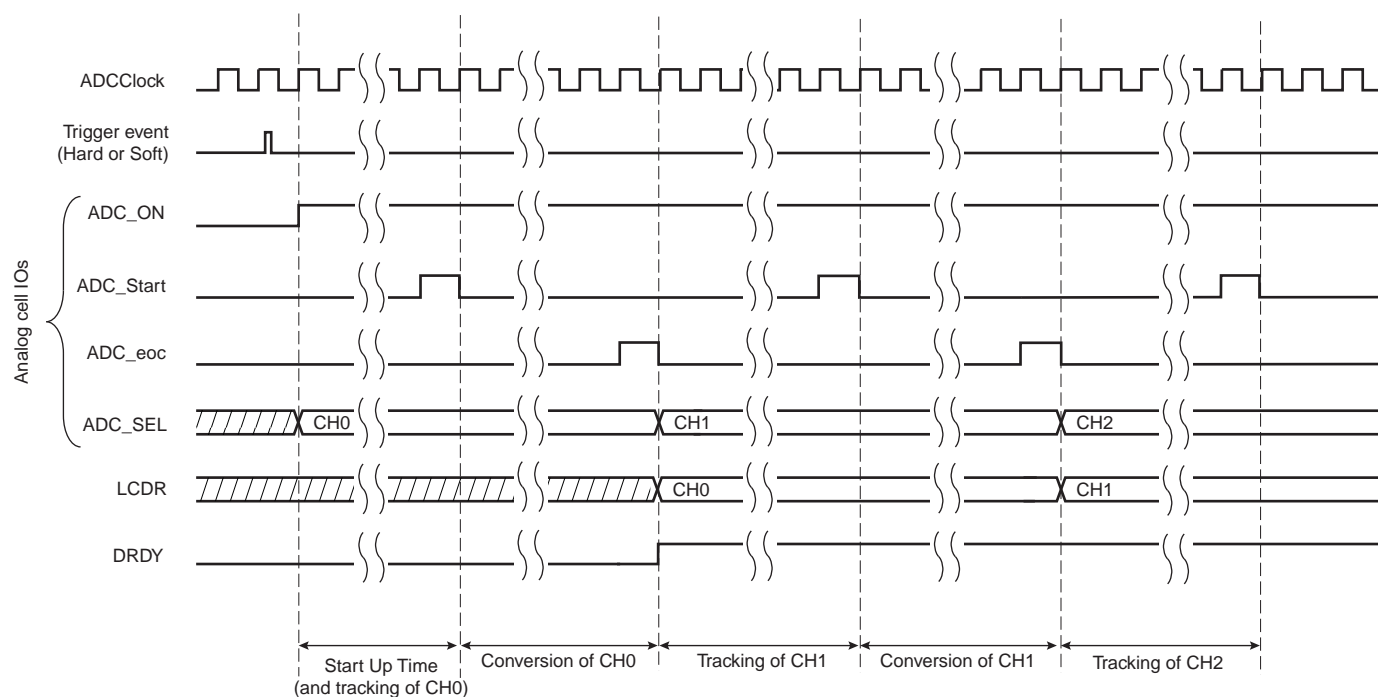 ADCClock
Trigger event
(Hard or Soft)
Analog cell IOs
ADC_ON
ADC_Start
ADC_eoc
ADC_SEL
CH0
CH1
CH2
LCDR
CH0
CH1
DRDY
Start Up Time
(and tracking of CH0)
Conversion of CH0
Tracking of CH1
Conversion of CH1
Tracking of CH2